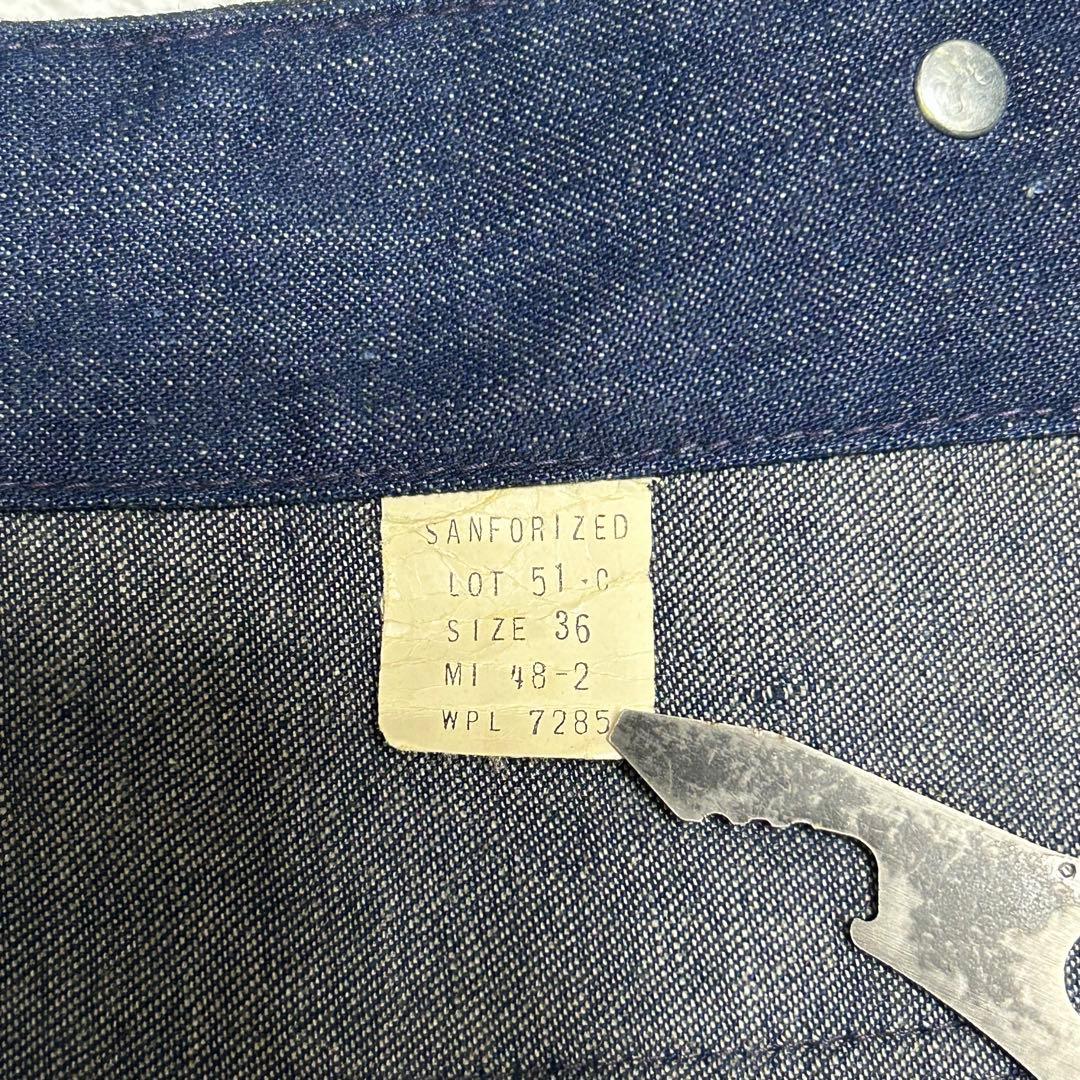 SANFORIZED
LOT 51-C
SIZE 36
MI 48-2
WPL 7285